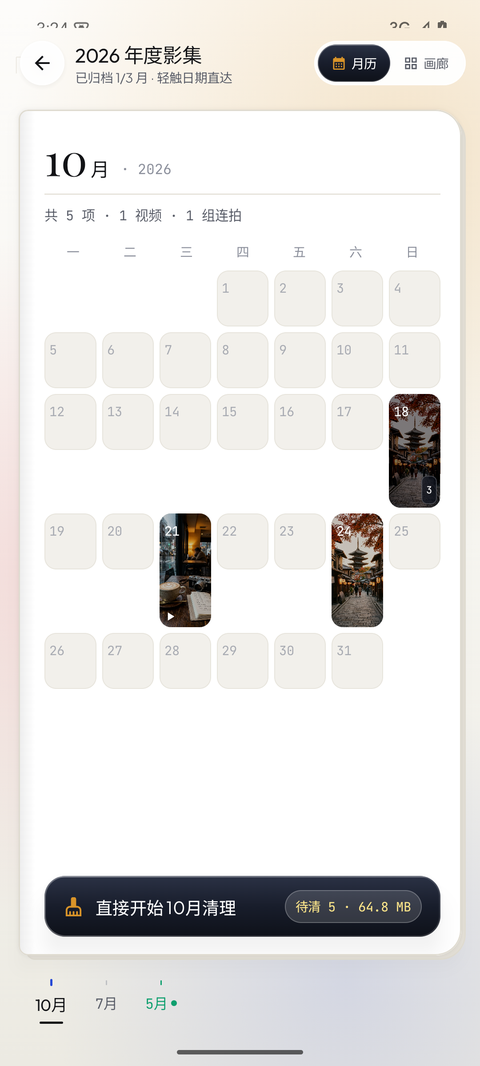 2026 年度影集
已归档 1/3 月 · 轻触日期直达
月历
画廊
10 月 · 2026
共 5 项 · 1 视频 · 1 组连拍
一 二 三 四 五 六 日
1 2 3 4
5 6 7 8 9 10 11
12 13 14 15 16 17 18
3
19 20 21 22 23 24 25
26 27 28 29 30 31
直接开始10月清理
待清 5 · 64.8 MB
10月 7月 5月